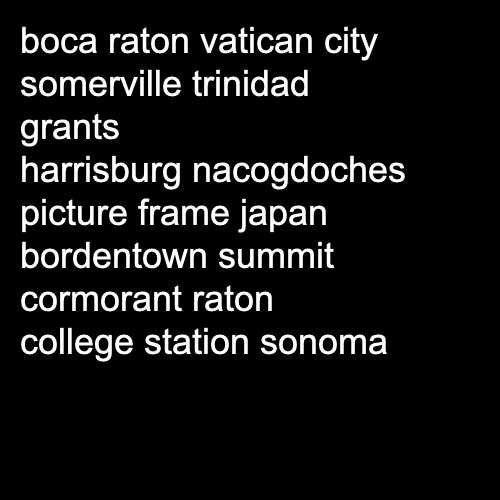 boca raton vatican city
somerville trinidad
grants
harrisburg nacogdoches
picture frame japan
bordentown summit
cormorant raton
college station sonoma